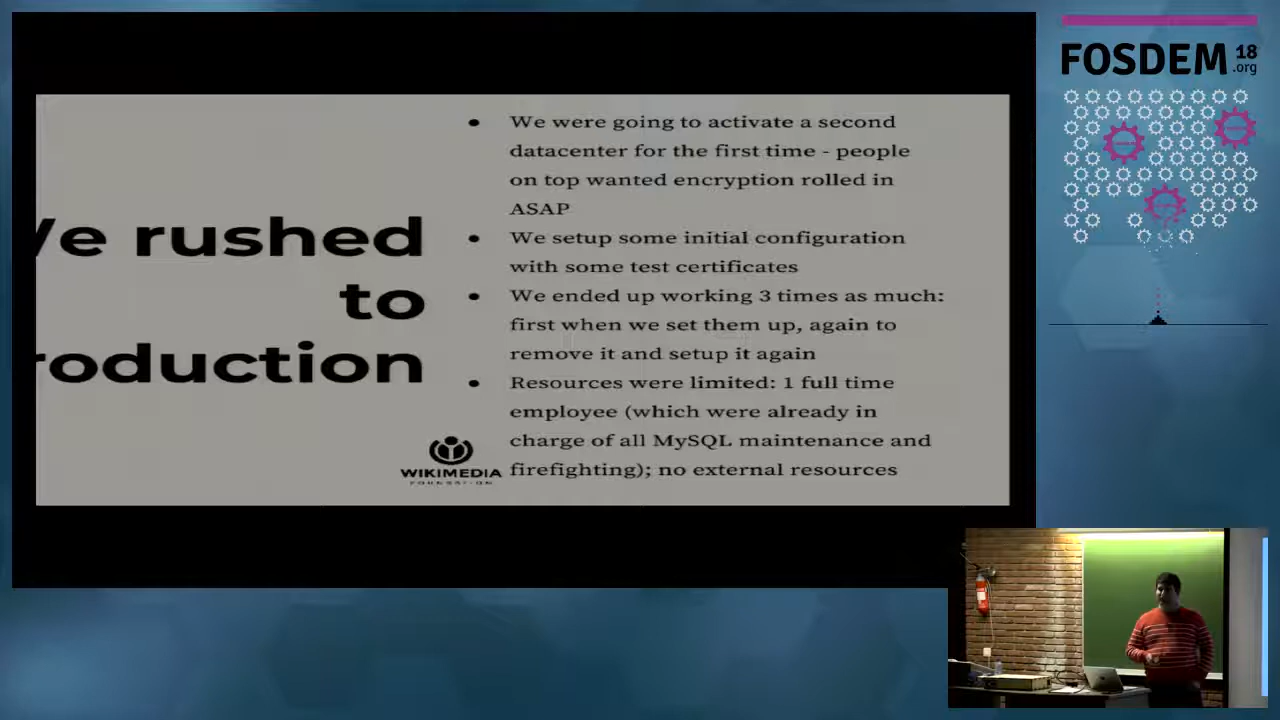 FOSDEM 18
.org
/e rushed
to
roduction
We were going to activate a second
datacenter for the first time - people
on top wanted encryption rolled in
ASAP
We setup some initial configuration
with some test certificates
We ended up working 3 times as much:
first when we set them up, again to
remove it and setup it again
Resources were limited: 1 full time
employee (which were already in
charge of all MySQL maintenance and
firefighting); no external resources
WIKIMEDIA
FOUNDATION